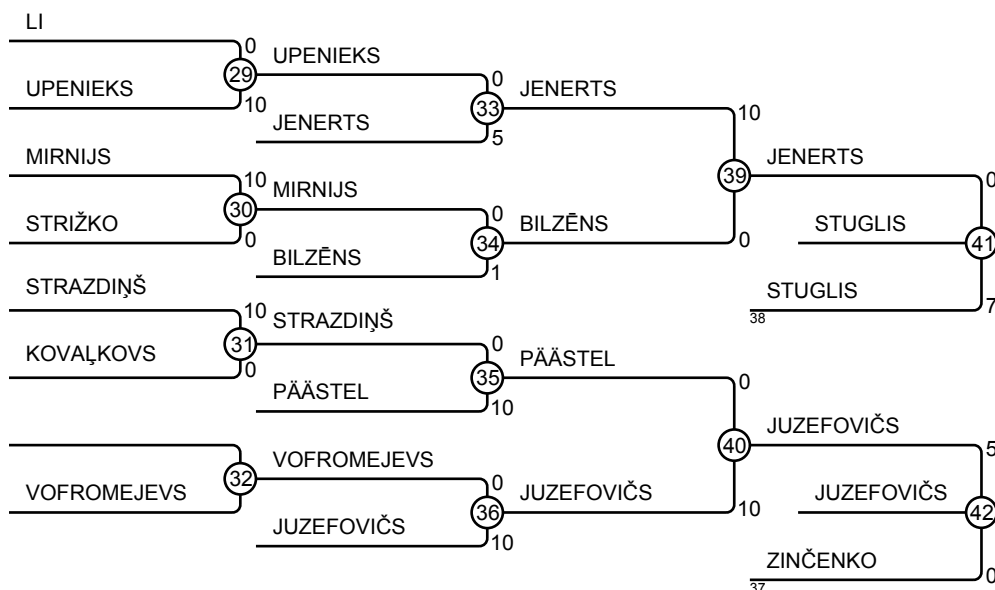 LI
0
29
UPENIEKS
UPENIEKS
10
0
33
JENERTS
JENERTS
5
10
MIRNIJS
10
30
MIRNIJS
STRIŽKO
0
0
34
BILZĒNS
BILZĒNS
1
39
JENERTS
0
0
STUGLIS
41
STUGLIS
38
7
STRAZDIŅŠ
10
31
STRAZDIŅŠ
KOVAĻKOVS
0
0
35
PÄÄSTEL
PÄÄSTEL
10
0
32
VOFROMEJEVS
VOFROMEJEVS
0
36
JUZEFOVIČS
JUZEFOVIČS
10
40
10
JUZEFOVIČS
5
JUZEFOVIČS
42
ZINČENKO
37
0